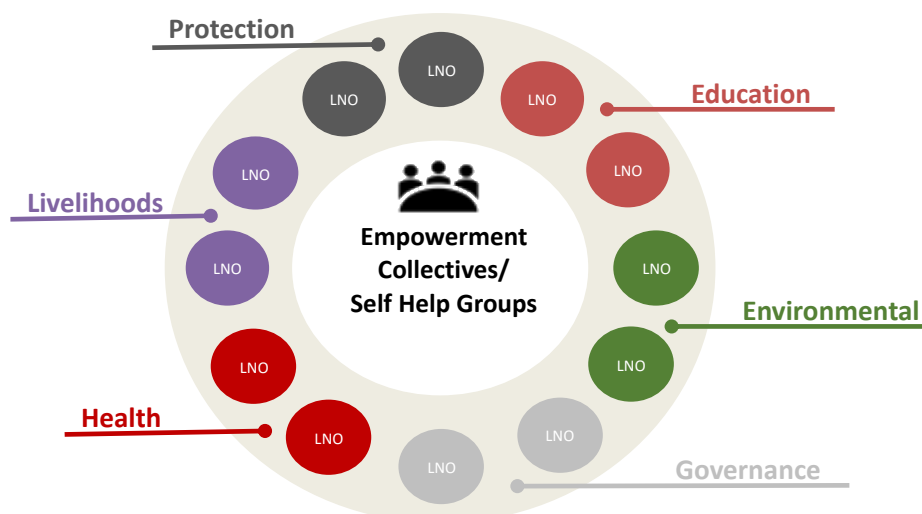 Protection
LNO
LNO
LNO
Education
LNO
LNO
Livelihoods
Empowerment
Collectives/
Self Help Groups
LNO
LNO
Environmental
LNO
LNO
Health
LNO
LNO
LNO
Governance